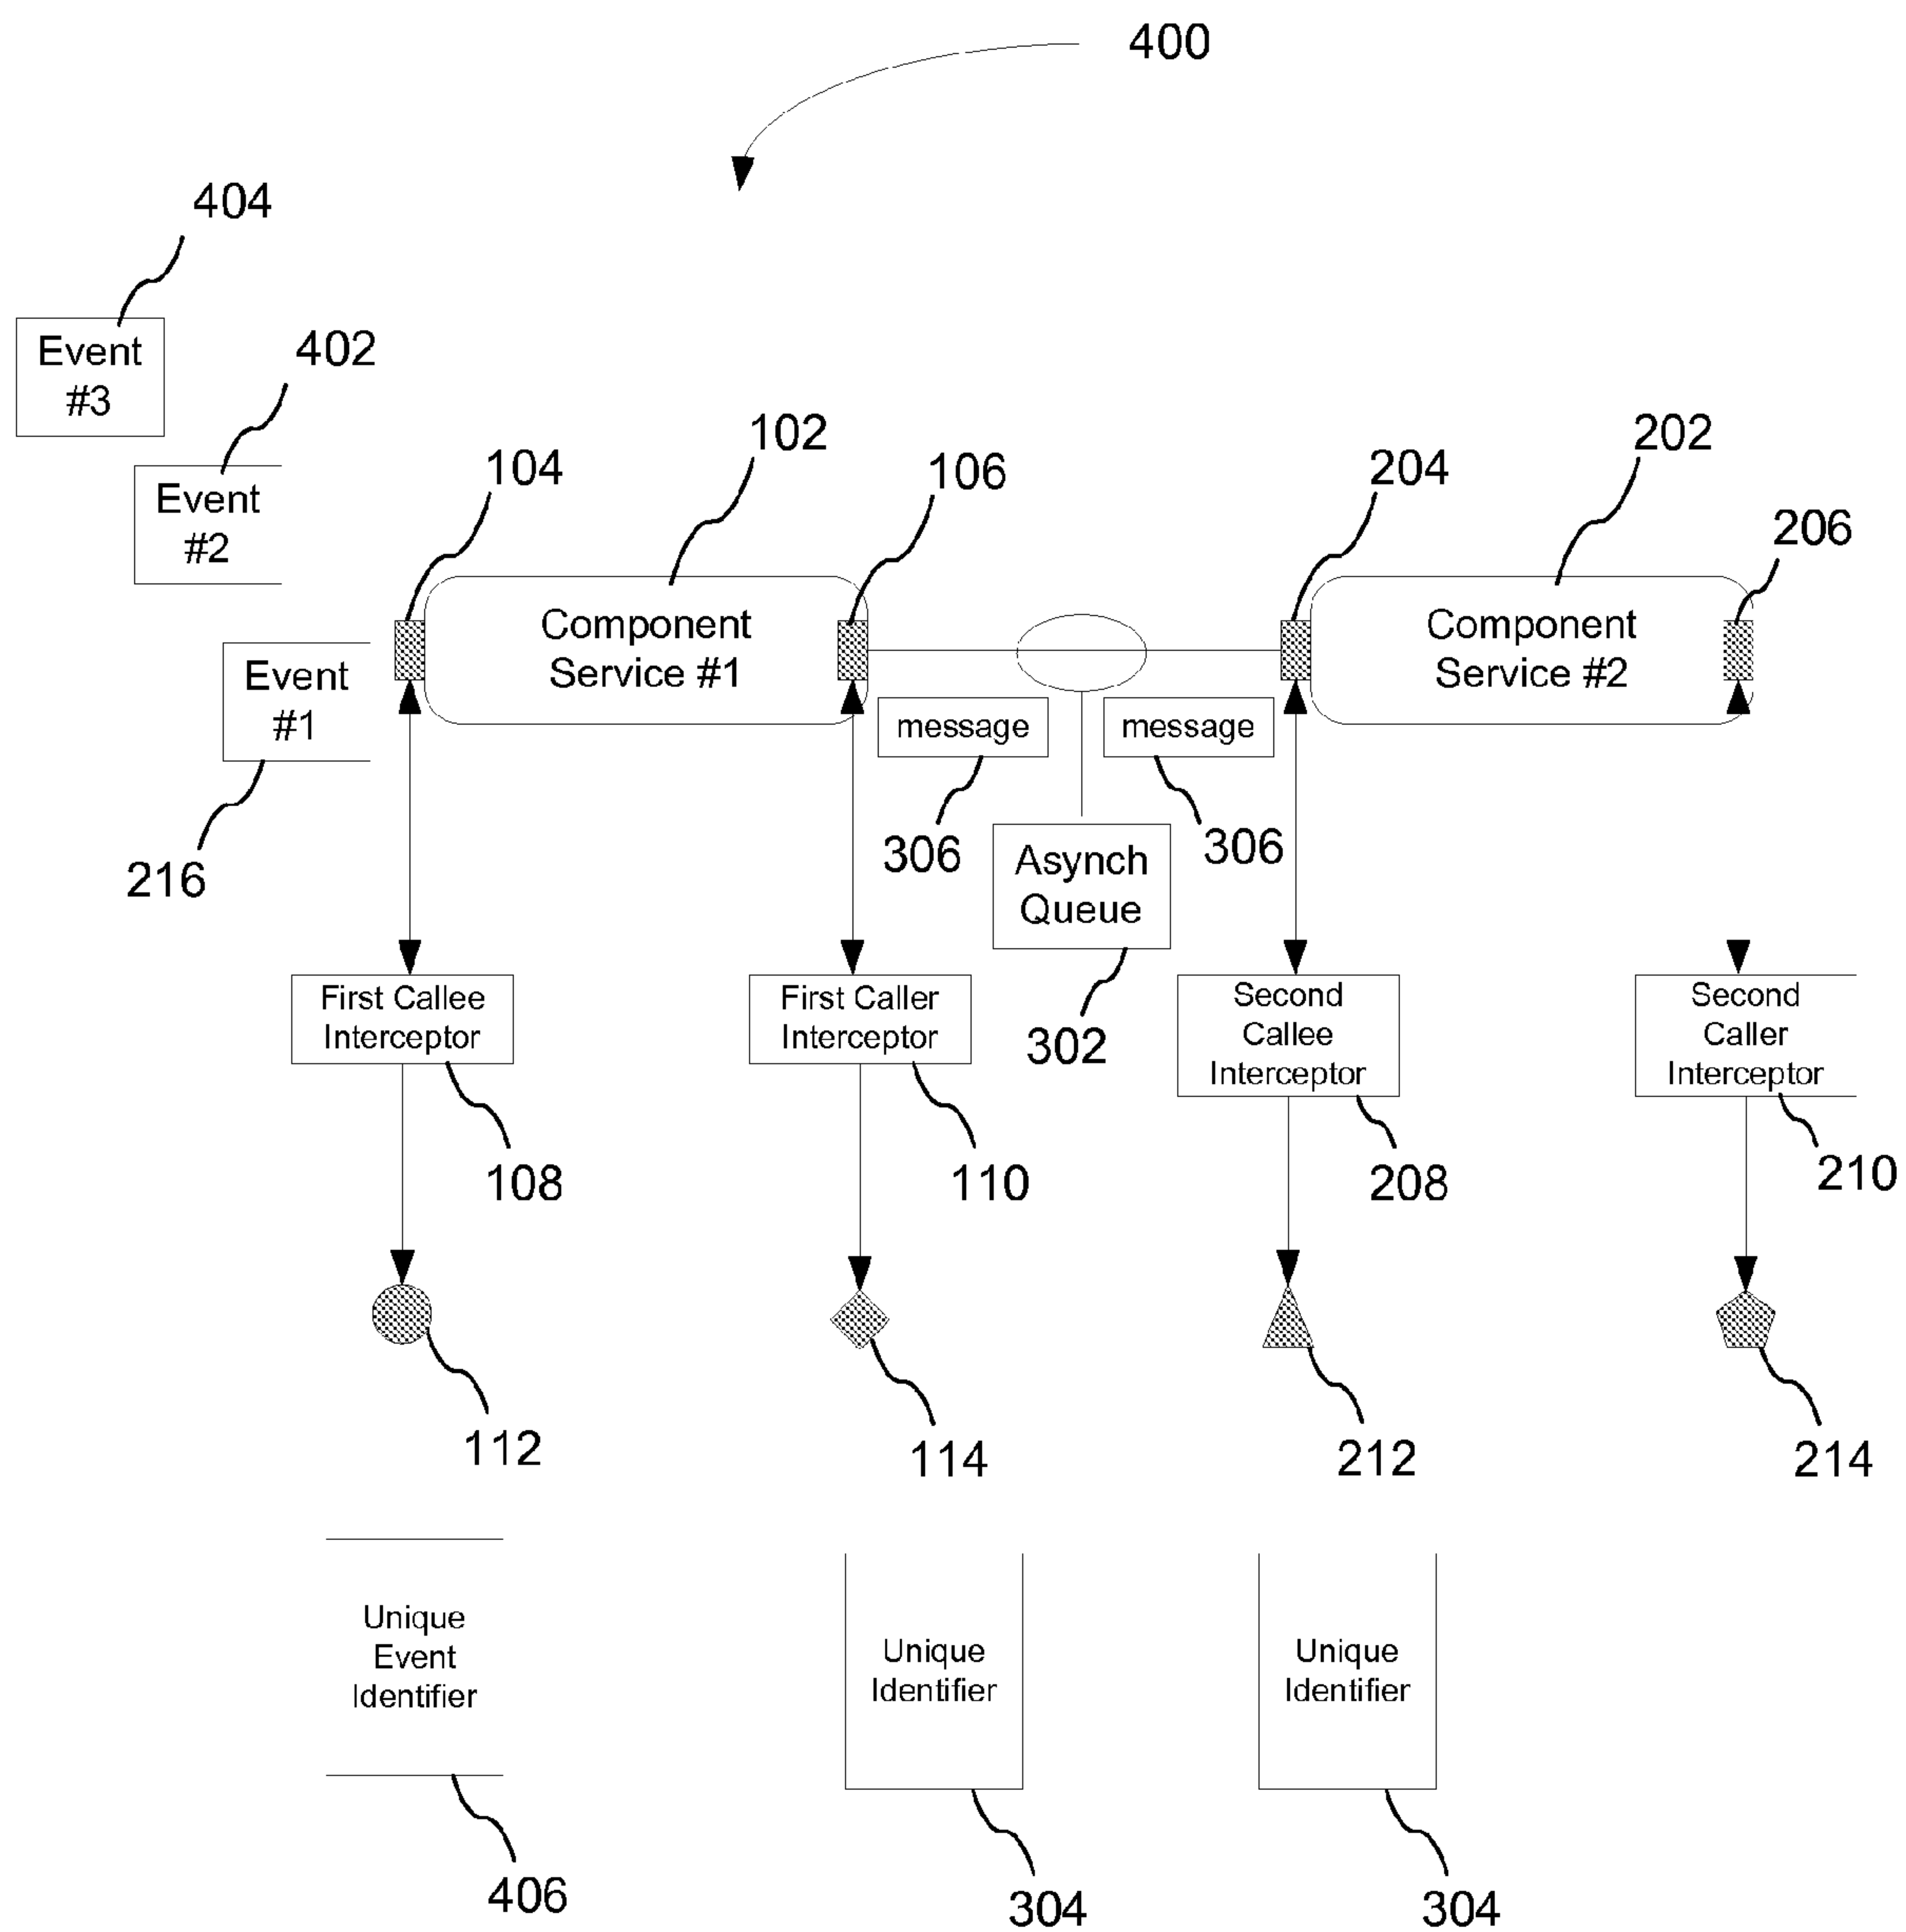 400
404
Event
#3
402
Event
#2
104
102
106
204
202
206
Component
Service #1
Component
Service #2
Event
#1
216
message
message
306
306
Asynch
Queue
302
First Callee
Interceptor
First Caller
Interceptor
Second
Callee
Interceptor
Second
Caller
Interceptor
108
110
208
210
112
114
212
214
Unique
Event
Identifier
Unique
Identifier
Unique
Identifier
406
304
304